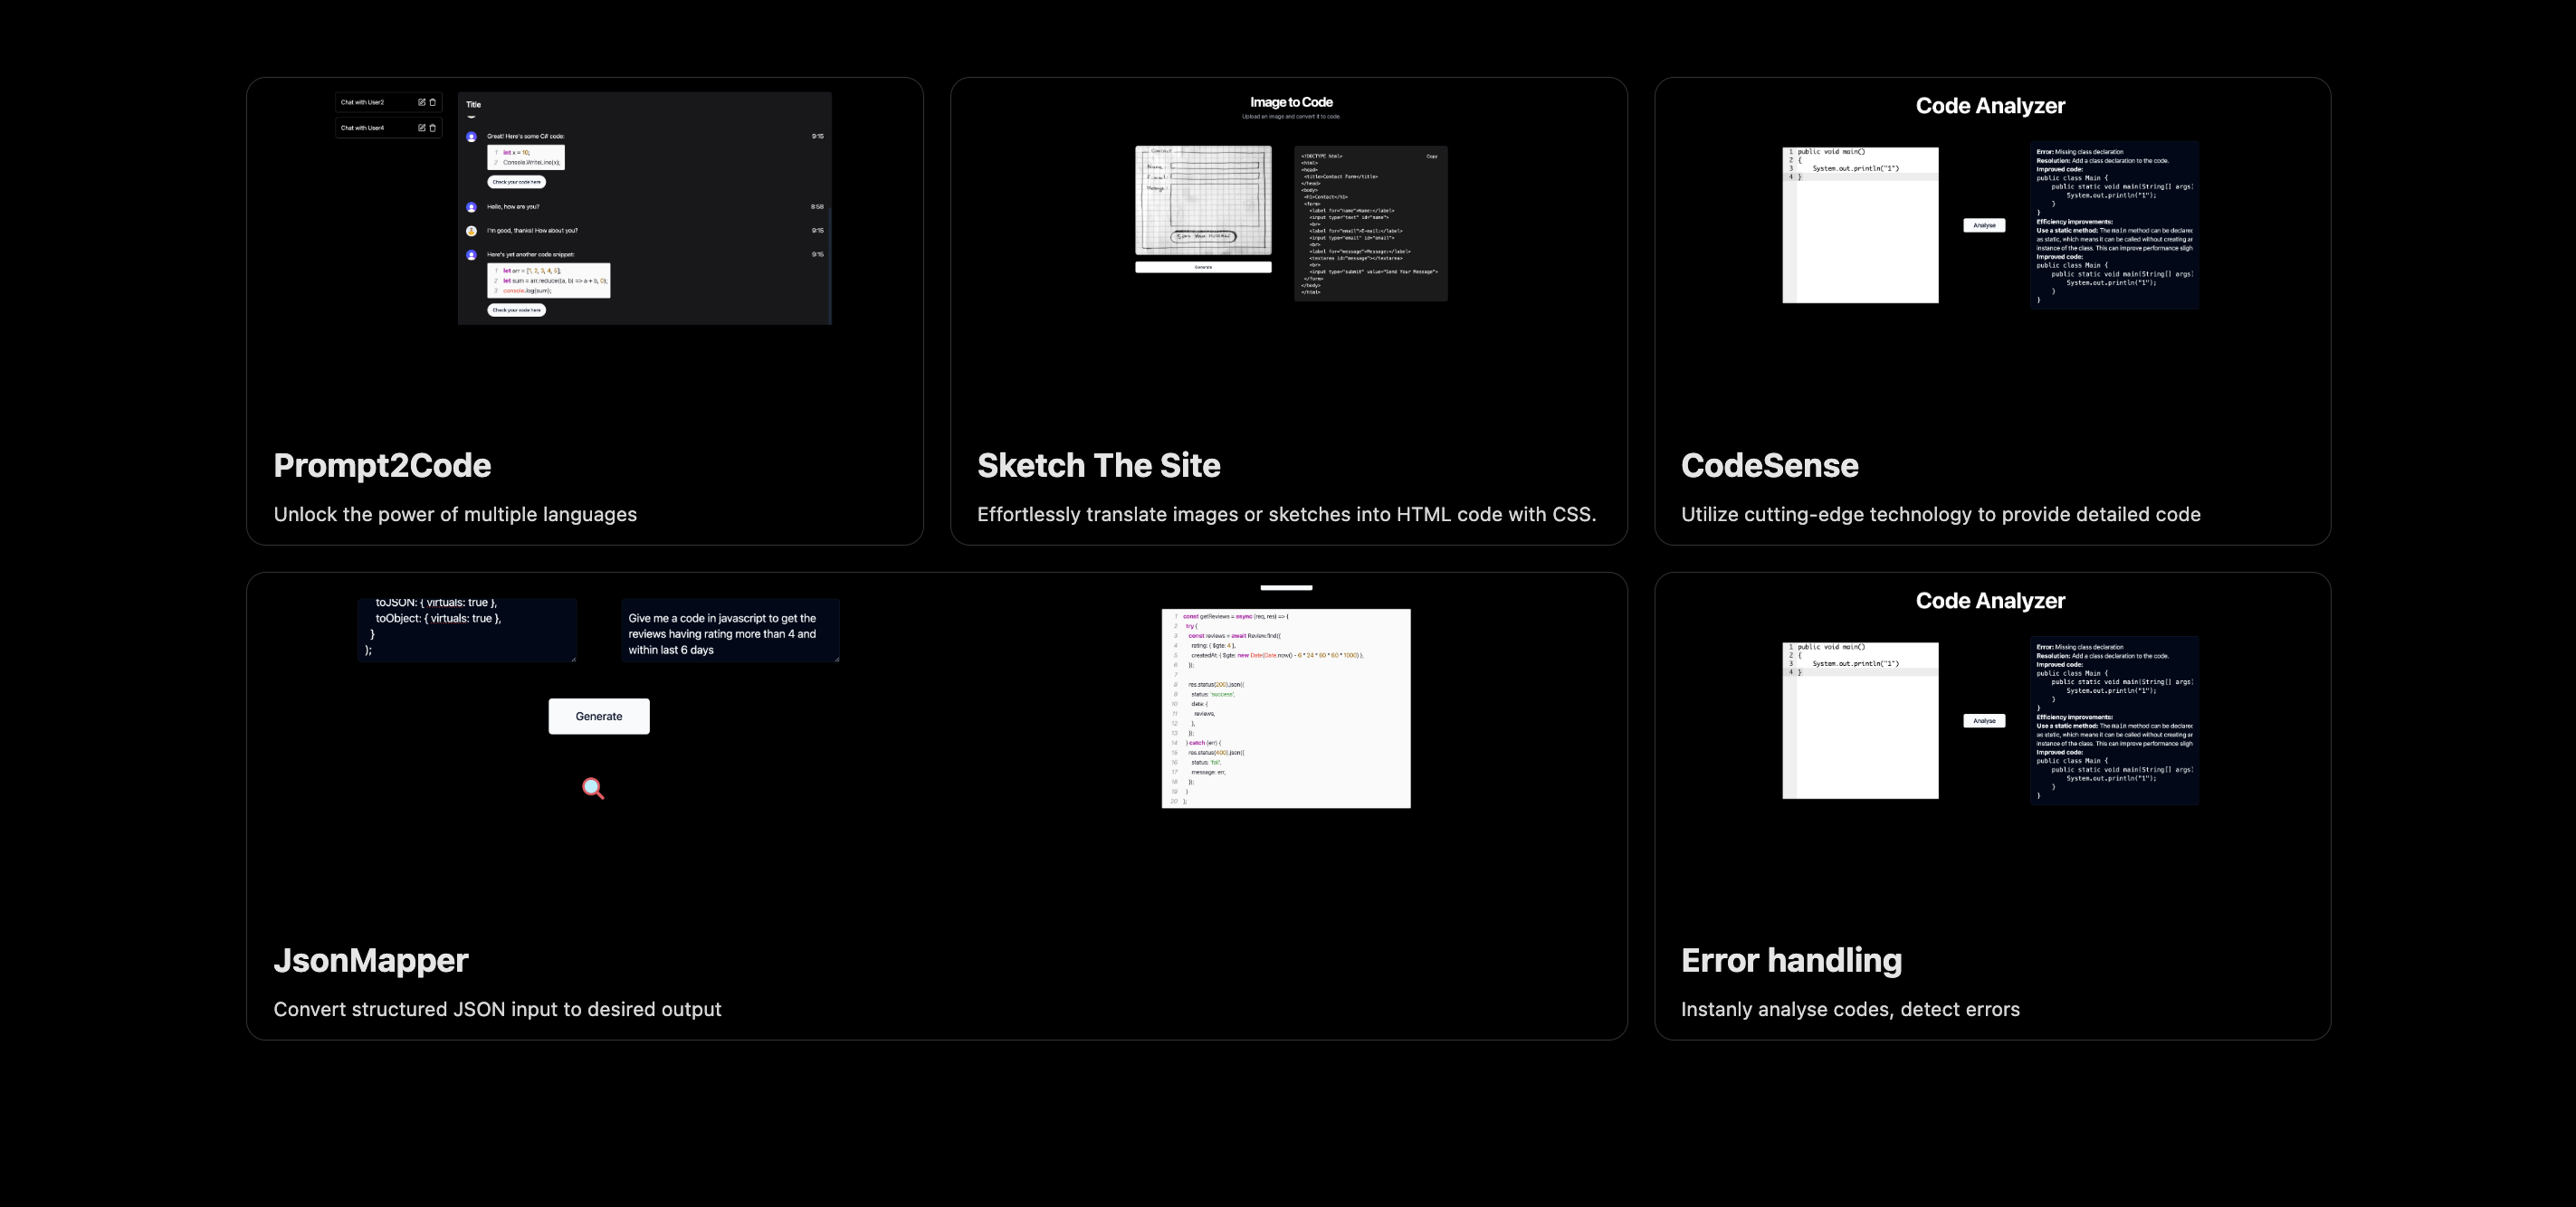 Chat with User2
Chat with User4
Title
Great! Here's some C# code:
9:15
1 int x = 10;
2 Console.WriteLine(x);
Check your code here
Hello, how are you?
8:58
I'm good, thanks! How about you?
9:15
Here's yet another code snippet:
9:15
1 let arr = [1, 2, 3, 4, 5];
2 let sum = arr.reduce((a, b) => a + b, 0);
3 console.log(sum);
Check your code here
Prompt2Code
Unlock the power of multiple languages
Image to Code
Upload an image and convert it to code.
Contact
Name:
E-mail:
Message:
Send Your Message
Generate
Copy
<!DOCTYPE html>
<html>
<head>
<title>Contact Form</title>
</head>
<body>
<h1>Contact</h1>
<form>
<label for="name">Name:</label>
<input type="text" id="name">
<br>
<label for="email">E-mail:</label>
<input type="email" id="email">
<br>
<label for="message">Message:</label>
<textarea id="message"></textarea>
<br>
<input type="submit" value="Send Your Message">
</form>
</body>
</html>
Sketch The Site
Effortlessly translate images or sketches into HTML code with CSS.
Code Analyzer
1 public void main()
2 {
3 System.out.println("1")
4 }
Analyse
Error: Missing class declaration
Resolution: Add a class declaration to the code.
Improved code:
public class Main {
public static void main(String[] args)
System.out.println("1");
}
}
Efficiency improvements:
Use a static method: The main method can be declared
as static, which means it can be called without creating an
instance of the class. This can improve performance sligh
Improved code:
public class Main {
public static void main(String[] args)
System.out.println("1");
}
}
CodeSense
Utilize cutting-edge technology to provide detailed code
toJSON: { virtuals: true },
toObject: { virtuals: true },
}
);
Give me a code in javascript to get the
reviews having rating more than 4 and
within last 6 days
Generate
1 const getReviews = async (req, res) => {
2 try {
3 const reviews = await Review.find({
4 rating: { $gte: 4 },
5 createdAt: { $gte: new Date(Date.now() - 6 * 24 * 60 * 60 * 1000) },
6 });
7
8 res.status(200).json({
9 status: 'success',
10 data: {
11 reviews,
12 },
13 });
14 } catch (err) {
15 res.status(400).json({
16 status: 'fail',
17 message: err,
18 });
19 }
20 };
JsonMapper
Convert structured JSON input to desired output
Code Analyzer
1 public void main()
2 {
3 System.out.println("1")
4 }
Analyse
Error: Missing class declaration
Resolution: Add a class declaration to the code.
Improved code:
public class Main {
public static void main(String[] args)
System.out.println("1");
}
}
Efficiency improvements:
Use a static method: The main method can be declared
as static, which means it can be called without creating an
instance of the class. This can improve performance sligh
Improved code:
public class Main {
public static void main(String[] args)
System.out.println("1");
}
}
Error handling
Instanly analyse codes, detect errors